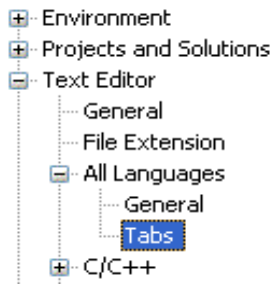 Environment
Projects and Solutions
Text Editor
General
File Extension
All Languages
General
Tabs
C/C++